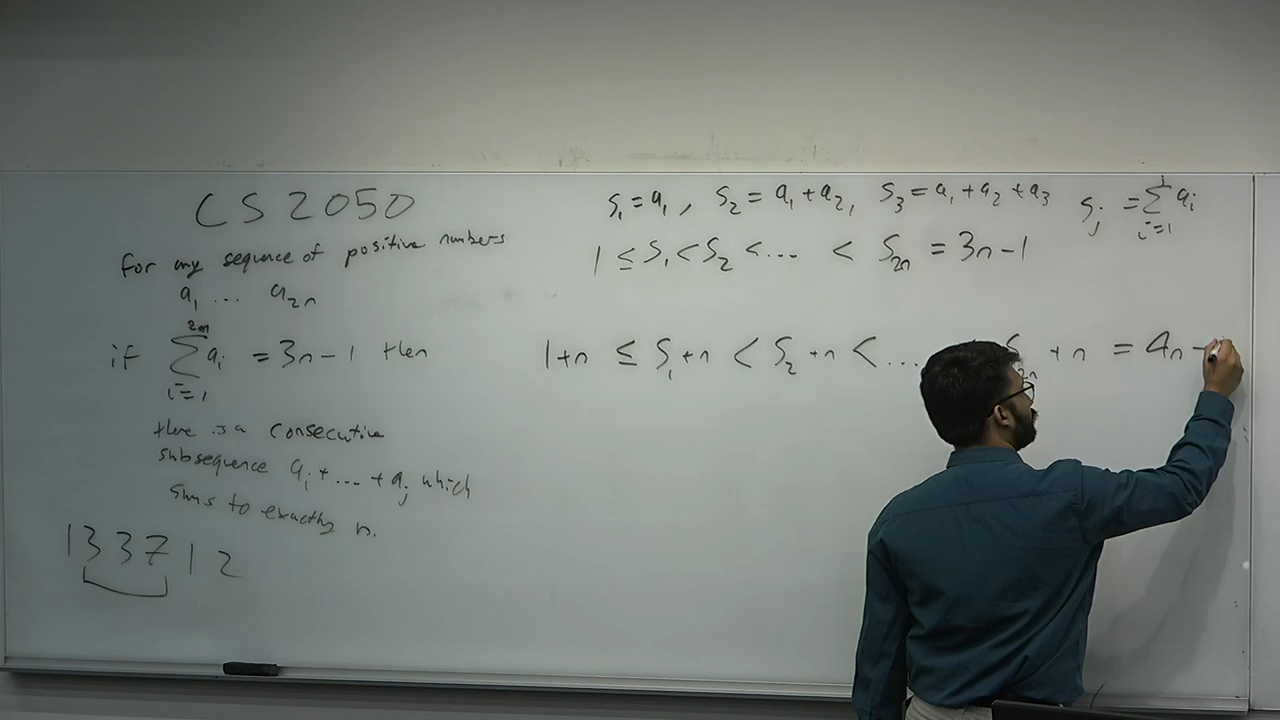 CS 2050
for any sequence of positive numbers
a₁ ... a₂ₙ
if ∑_{i=1}^{2n} aᵢ = 3n-1 then
there is a consecutive
subsequence aᵢ + ... + aⱼ which
sums to exactly n.
1 3 3 7 1 2
S₁ = a₁, S₂ = a₁ + a₂, S₃ = a₁ + a₂ + a₃ Sⱼ = ∑_{i=1}^{j} aᵢ
1 ≤ S₁ < S₂ < ... < S₂ₙ = 3n-1
1+n ≤ S₁+n < S₂+n < ... S₂ₙ + n = 4n -